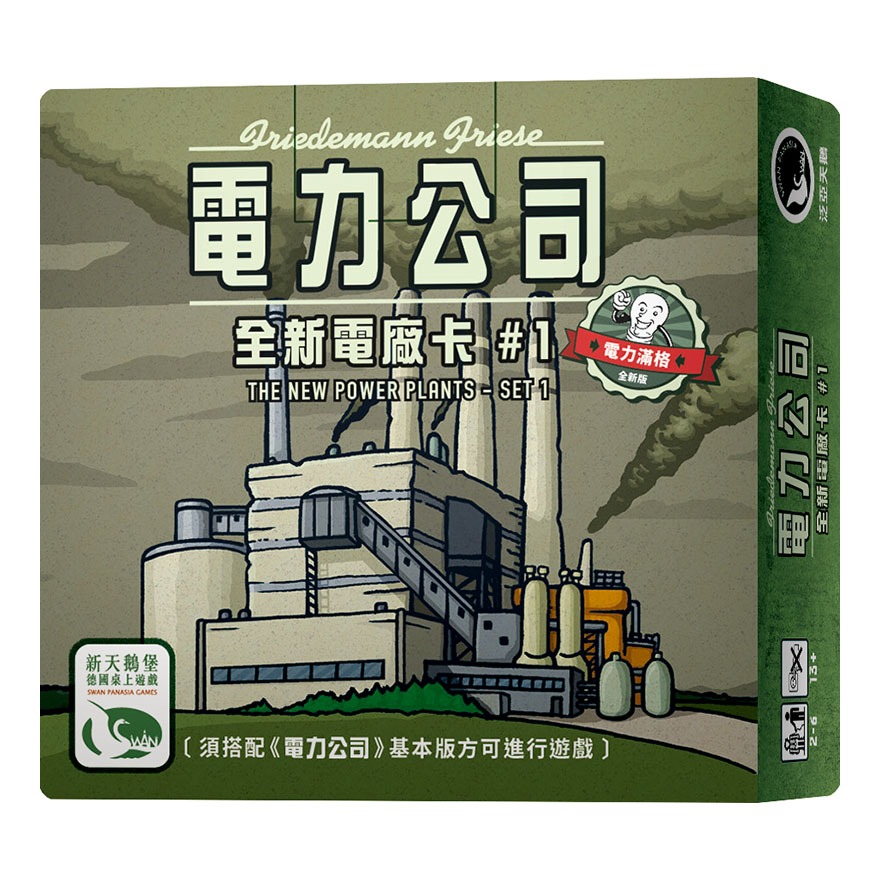 Friedemann Friese
電力公司
全新電廠卡 #1
THE NEW POWER PLANTS - SET 1
電力滿格
全新版
新天鵝堡
德國桌上遊戲
SWAN PANASIA GAMES
SWAN
〔須搭配《電力公司》基本版方可進行遊戲〕
SWAN PANASIA
SWAN
泛亞天鵝
Friedemann Friese
電力公司
全新電廠卡 #1
13+
2-6